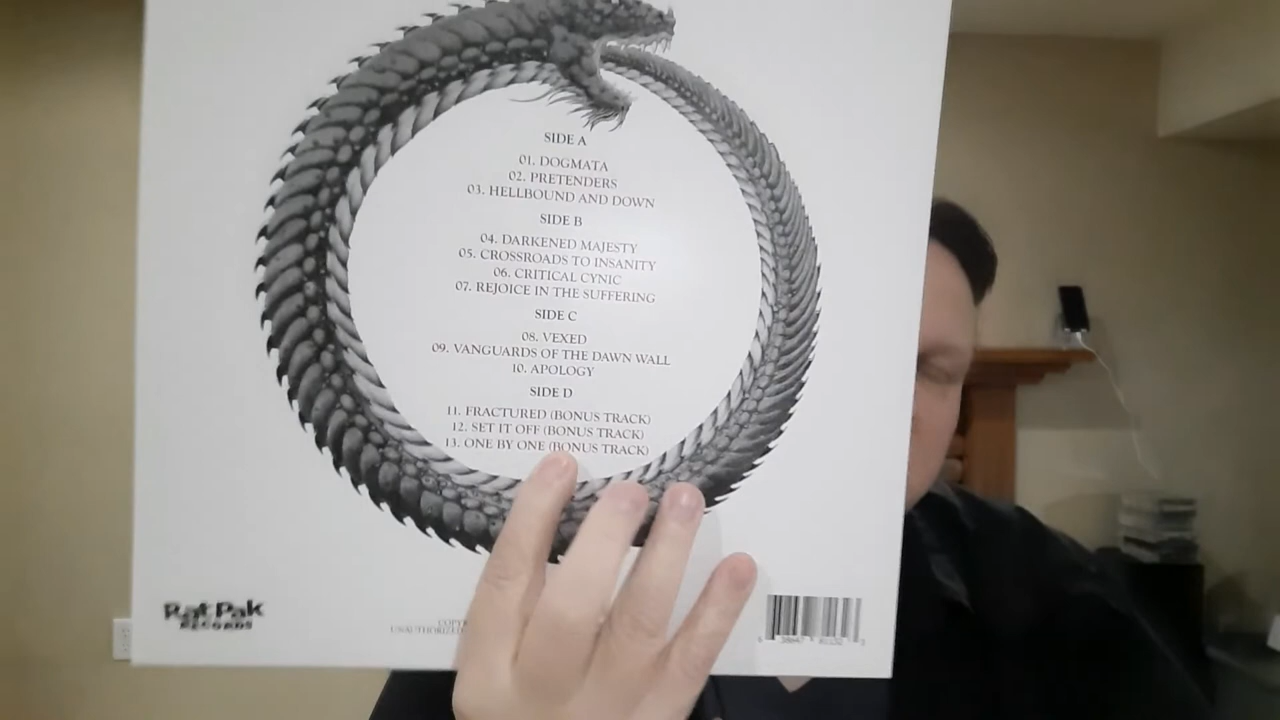 SIDE A
01. DOGMATA
02. PRETENDERS
03. HELLBOUND AND DOWN
SIDE B
04. DARKENED MAJESTY
05. CROSSROADS TO INSANITY
06. CRITICAL CYNIC
07. REJOICE IN THE SUFFERING
SIDE C
08. VEXED
09. VANGUARDS OF THE DAWN WALL
10. APOLOGY
SIDE D
11. FRACTURED (BONUS TRACK)
12. SET IT OFF (BONUS TRACK)
13. ONE BY ONE (BONUS TRACK)
Rat Pak
RECORDS